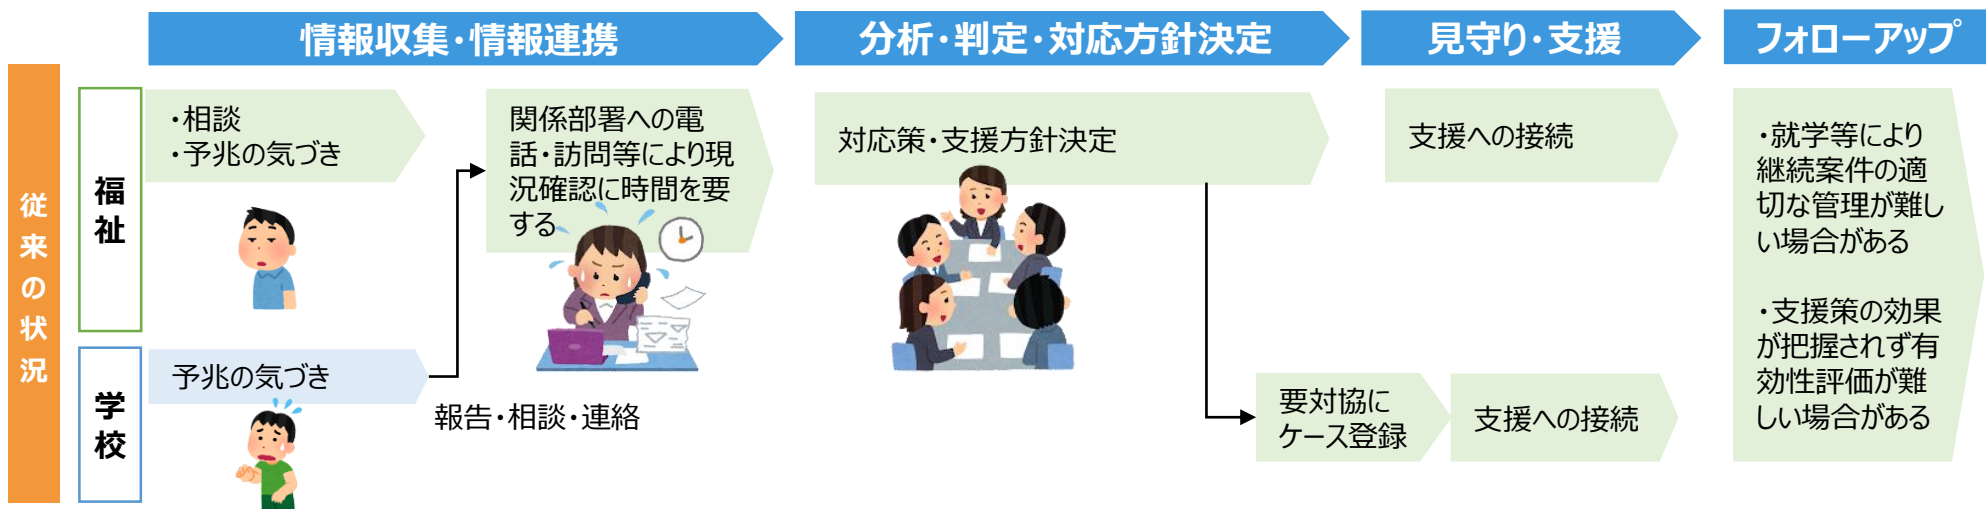 情報収集・情報連携
分析・判定・対応方針決定
見守り・支援
フォローアップ
従来の状況
福祉
・相談
・予兆の気づき
関係部署への電
話・訪問等により現
況確認に時間を要
する
対応策・支援方針決定
支援への接続
・就学等により
継続案件の適
切な管理が難し
い場合がある
・支援策の効果
が把握されず有
効性評価が難
しい場合がある
学校
予兆の気づき
報告・相談・連絡
要対協に
ケース登録
支援への接続